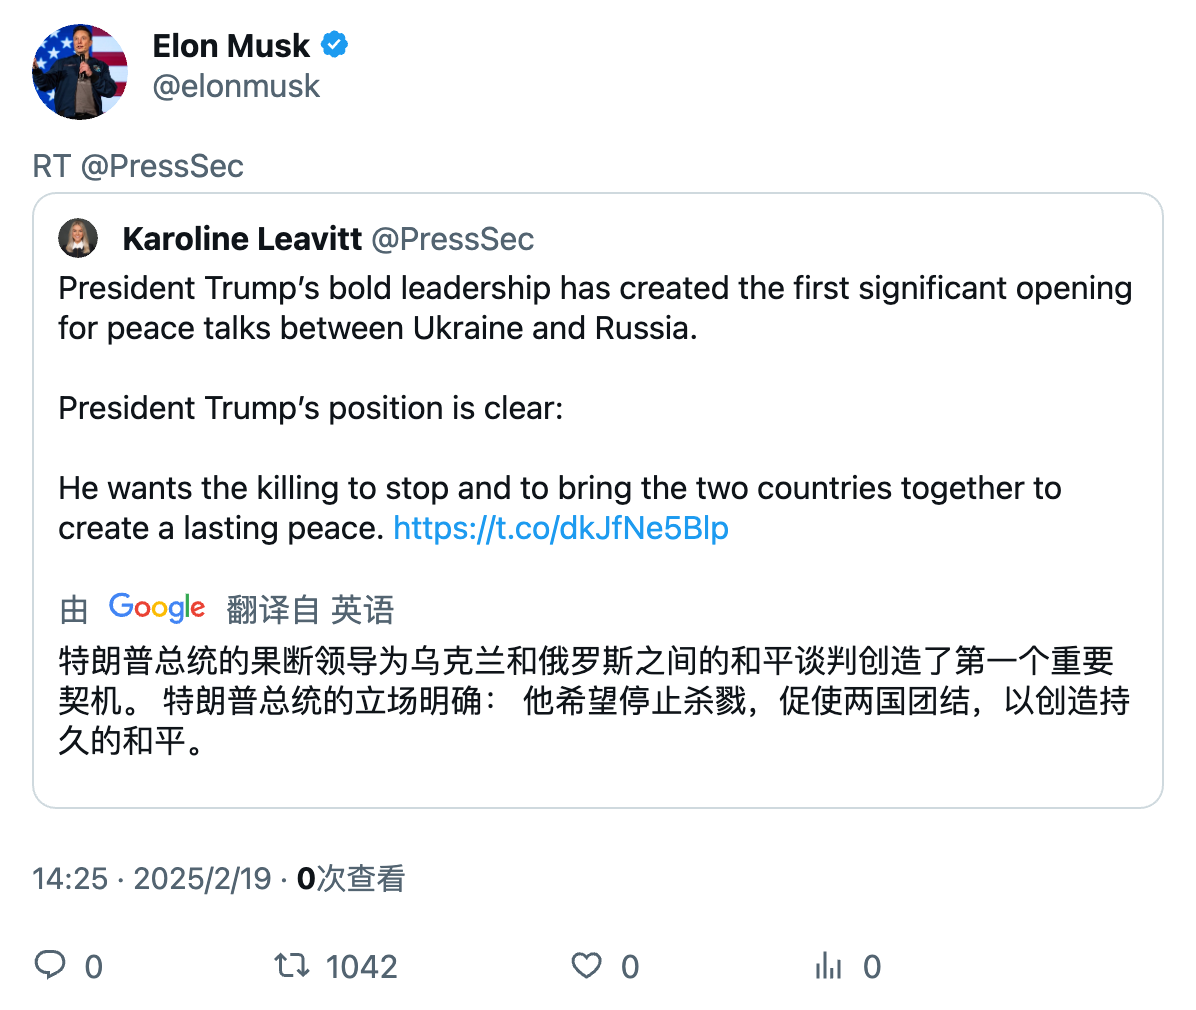 Elon Musk
@elonmusk
RT @PressSec
Karoline Leavitt @PressSec
President Trump’s bold leadership has created the first significant opening
for peace talks between Ukraine and Russia.
President Trump’s position is clear:
He wants the killing to stop and to bring the two countries together to
create a lasting peace. https://t.co/dkJfNe5Blp
由 Google 翻译自 英语
特朗普总统的果断领导为乌克兰和俄罗斯之间的和平谈判创造了第一个重要
契机。 特朗普总统的立场明确： 他希望停止杀戮，促使两国团结，以创造持
久的和平。
14:25 · 2025/2/19 · 0次查看
0 1042 0 0